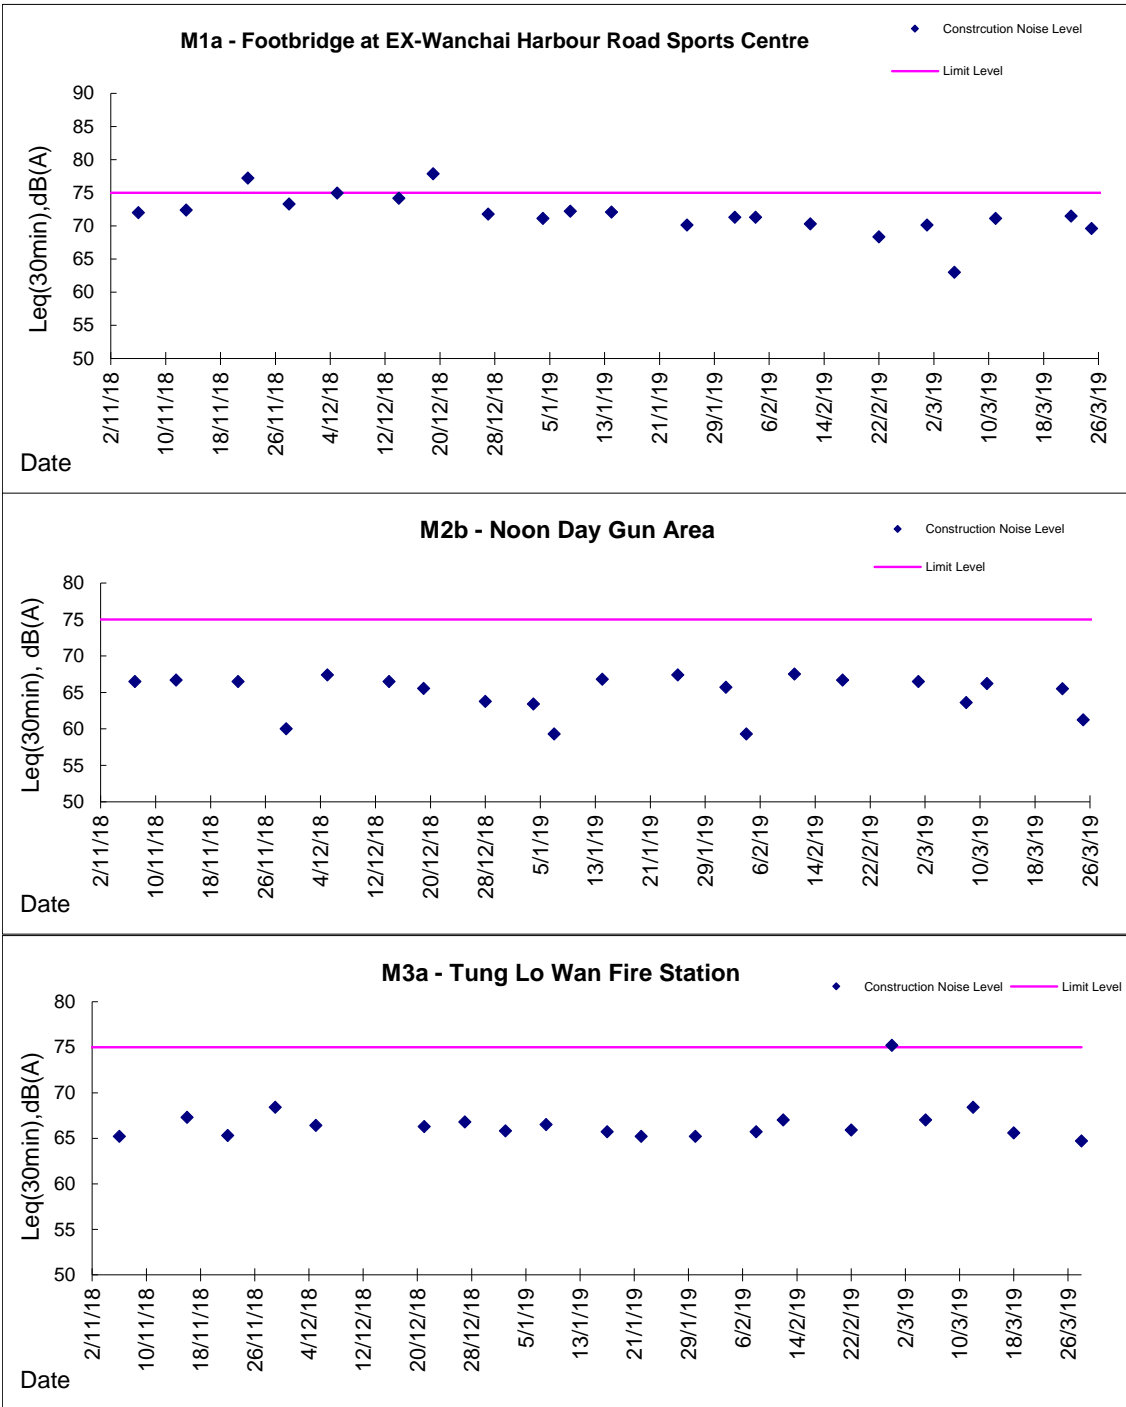 M1a - Footbridge at EX-Wanchai Harbour Road Sports Centre
Constrcution Noise Level
Limit Level
Leq(30min),dB(A)
90
85
80
75
70
65
60
55
50
2/11/18 10/11/18 18/11/18 26/11/18 4/12/18 12/12/18 20/12/18 28/12/18 5/1/19 13/1/19 21/1/19 29/1/19 6/2/19 14/2/19 22/2/19 2/3/19 10/3/19 18/3/19 26/3/19
Date
M2b - Noon Day Gun Area
Construction Noise Level
Limit Level
Leq(30min), dB(A)
80
75
70
65
60
55
50
2/11/18 10/11/18 18/11/18 26/11/18 4/12/18 12/12/18 20/12/18 28/12/18 5/1/19 13/1/19 21/1/19 29/1/19 6/2/19 14/2/19 22/2/19 2/3/19 10/3/19 18/3/19 26/3/19
Date
M3a - Tung Lo Wan Fire Station
Construction Noise Level Limit Level
Leq(30min),dB(A)
80
75
70
65
60
55
50
2/11/18 10/11/18 18/11/18 26/11/18 4/12/18 12/12/18 20/12/18 28/12/18 5/1/19 13/1/19 21/1/19 29/1/19 6/2/19 14/2/19 22/2/19 2/3/19 10/3/19 18/3/19 26/3/19
Date